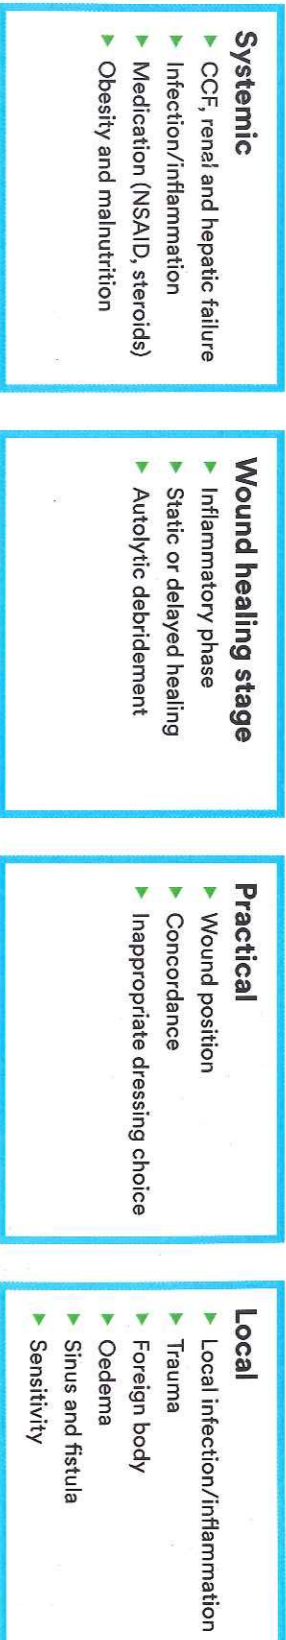 Systemic
▶ CCF, renal and hepatic failure
▶ Infection/inflammation
▶ Medication (NSAID, steroids)
▶ Obesity and malnutrition
Wound healing stage
▶ Inflammatory phase
▶ Static or delayed healing
▶ Autolytic debridement
Practical
▶ Wound position
▶ Concordance
▶ Inappropriate dressing choice
Local
▶ Local infection/inflammation
▶ Trauma
▶ Foreign body
▶ Oedema
▶ Sinus and fistula
▶ Sensitivity